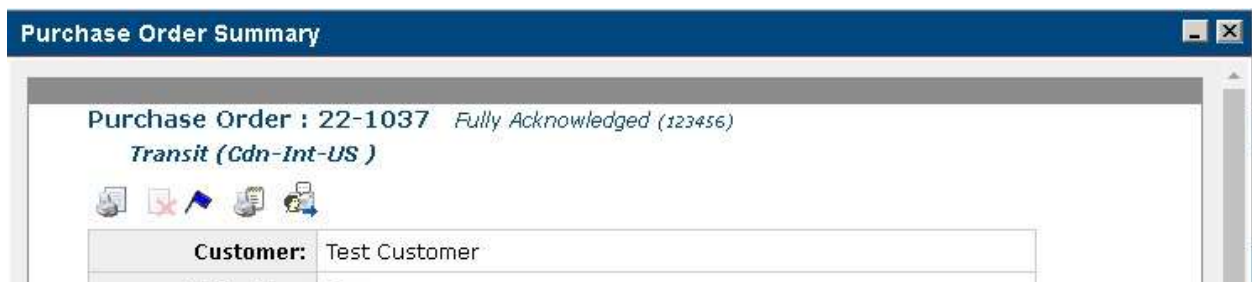 Purchase Order Summary
Purchase Order : 22-1037 Fully Acknowledged (123456)
Transit (Cdn-Int-US )
Customer: Test Customer